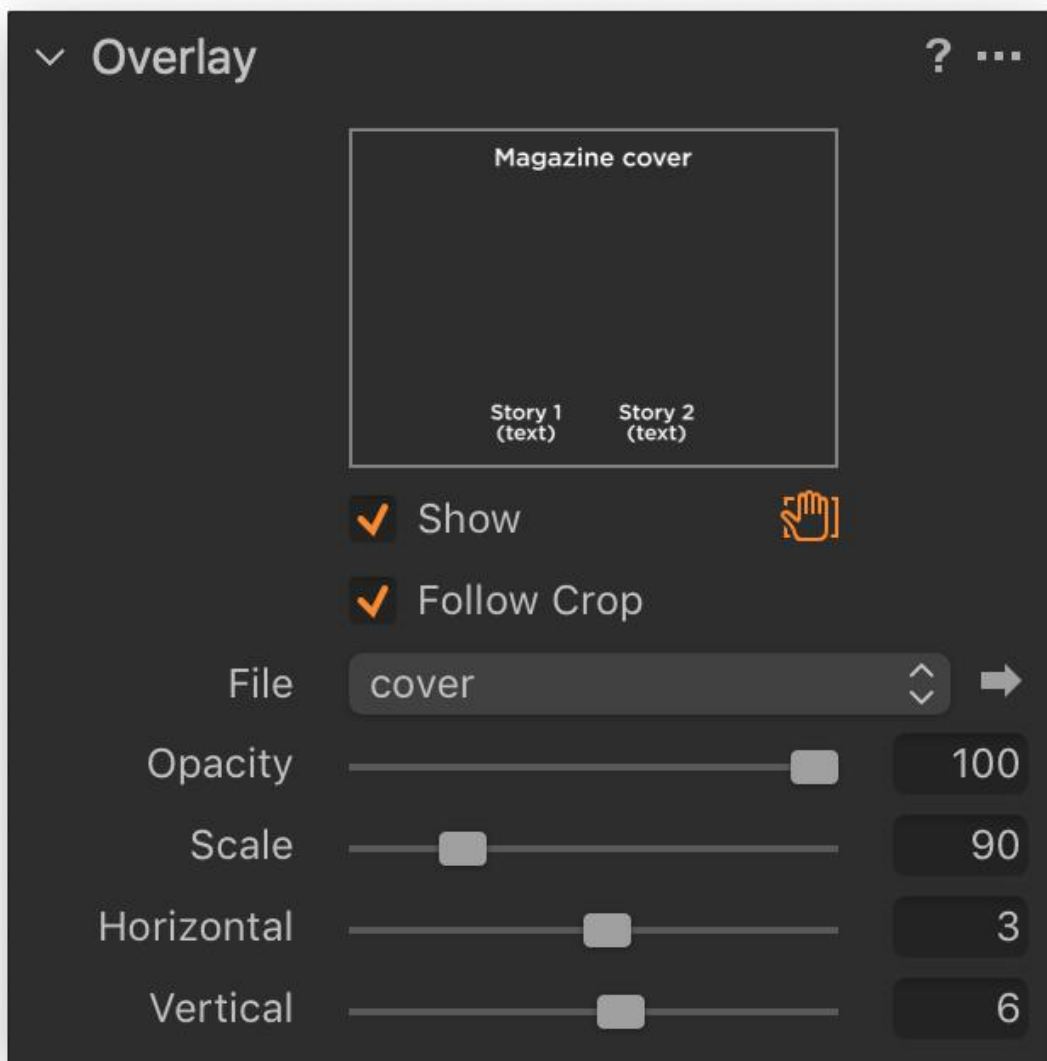 Overlay ? ...
Magazine cover
Story 1 Story 2
(text) (text)
Show
Follow Crop
File cover
Opacity 100
Scale 90
Horizontal 3
Vertical 6